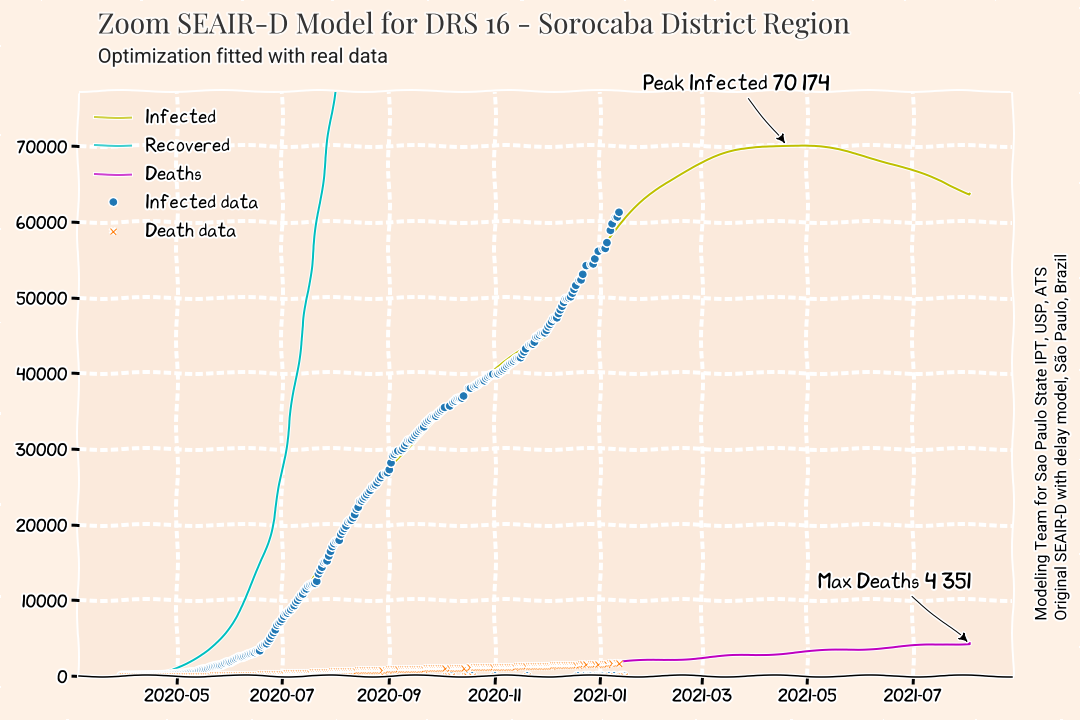 Zoom SEAIR-D Model for DRS 16 - Sorocaba District Region
Optimization fitted with real data
Peak Infected 70 174
Infected
Recovered
Deaths
Infected data
Death data
70000
60000
50000
40000
30000
20000
10000
0
Max Deaths 4 351
2020-05 2020-07 2020-09 2020-11 2021-01 2021-03 2021-05 2021-07
Modeling Team for Sao Paulo State IPT, USP, ATS
Original SEAIR-D with delay model, São Paulo, Brazil